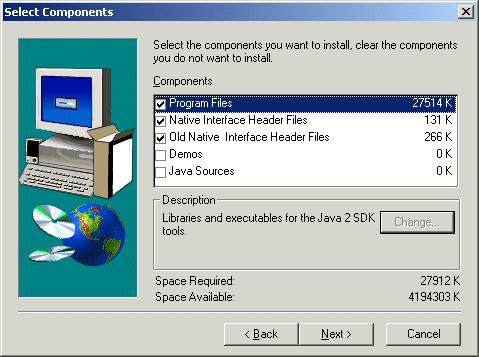 Select Components
Select the components you want to install, clear the components
you do not want to install.
Components
Program Files 27514 K
Native Interface Header Files 131 K
Old Native  Interface Header Files 266 K
Demos 0 K
Java Sources 0 K
Description
Libraries and executables for the Java 2 SDK
tools.
Change...
Space Required: 27912 K
Space Available: 4194303 K
< Back Next > Cancel